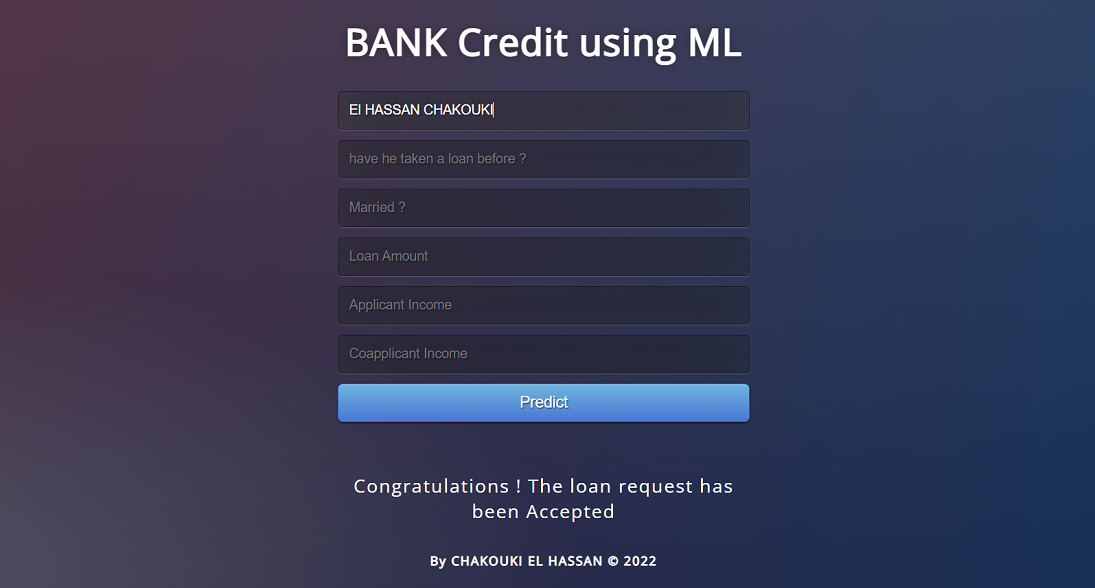 BANK Credit using ML
El HASSAN CHAKOUKI
have he taken a loan before ?
Married ?
Loan Amount
Applicant Income
Coapplicant Income
Predict
Congratulations ! The loan request has
been Accepted
By CHAKOUKI EL HASSAN © 2022